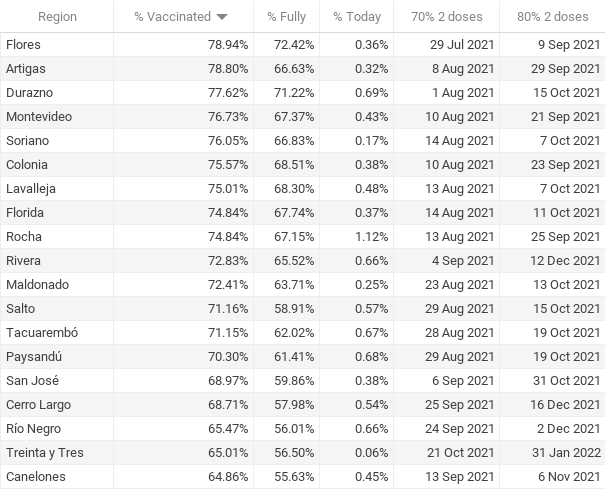 Region % Vaccinated % Fully % Today 70% 2 doses 80% 2 doses
Flores 78.94% 72.42% 0.36% 29 Jul 2021 9 Sep 2021
Artigas 78.80% 66.63% 0.32% 8 Aug 2021 29 Sep 2021
Durazno 77.62% 71.22% 0.69% 1 Aug 2021 15 Oct 2021
Montevideo 76.73% 67.37% 0.43% 10 Aug 2021 21 Sep 2021
Soriano 76.05% 66.83% 0.17% 14 Aug 2021 7 Oct 2021
Colonia 75.57% 68.51% 0.38% 10 Aug 2021 23 Sep 2021
Lavalleja 75.01% 68.30% 0.48% 13 Aug 2021 7 Oct 2021
Florida 74.84% 67.74% 0.37% 14 Aug 2021 11 Oct 2021
Rocha 74.84% 67.15% 1.12% 13 Aug 2021 25 Sep 2021
Rivera 72.83% 65.52% 0.66% 4 Sep 2021 12 Dec 2021
Maldonado 72.41% 63.71% 0.25% 23 Aug 2021 13 Oct 2021
Salto 71.16% 58.91% 0.57% 29 Aug 2021 15 Oct 2021
Tacuarembó 71.15% 62.02% 0.67% 28 Aug 2021 19 Oct 2021
Paysandú 70.30% 61.41% 0.68% 29 Aug 2021 19 Oct 2021
San José 68.97% 59.86% 0.38% 6 Sep 2021 31 Oct 2021
Cerro Largo 68.71% 57.98% 0.54% 25 Sep 2021 16 Dec 2021
Río Negro 65.47% 56.01% 0.66% 24 Sep 2021 2 Dec 2021
Treinta y Tres 65.01% 56.50% 0.06% 21 Oct 2021 31 Jan 2022
Canelones 64.86% 55.63% 0.45% 13 Sep 2021 6 Nov 2021